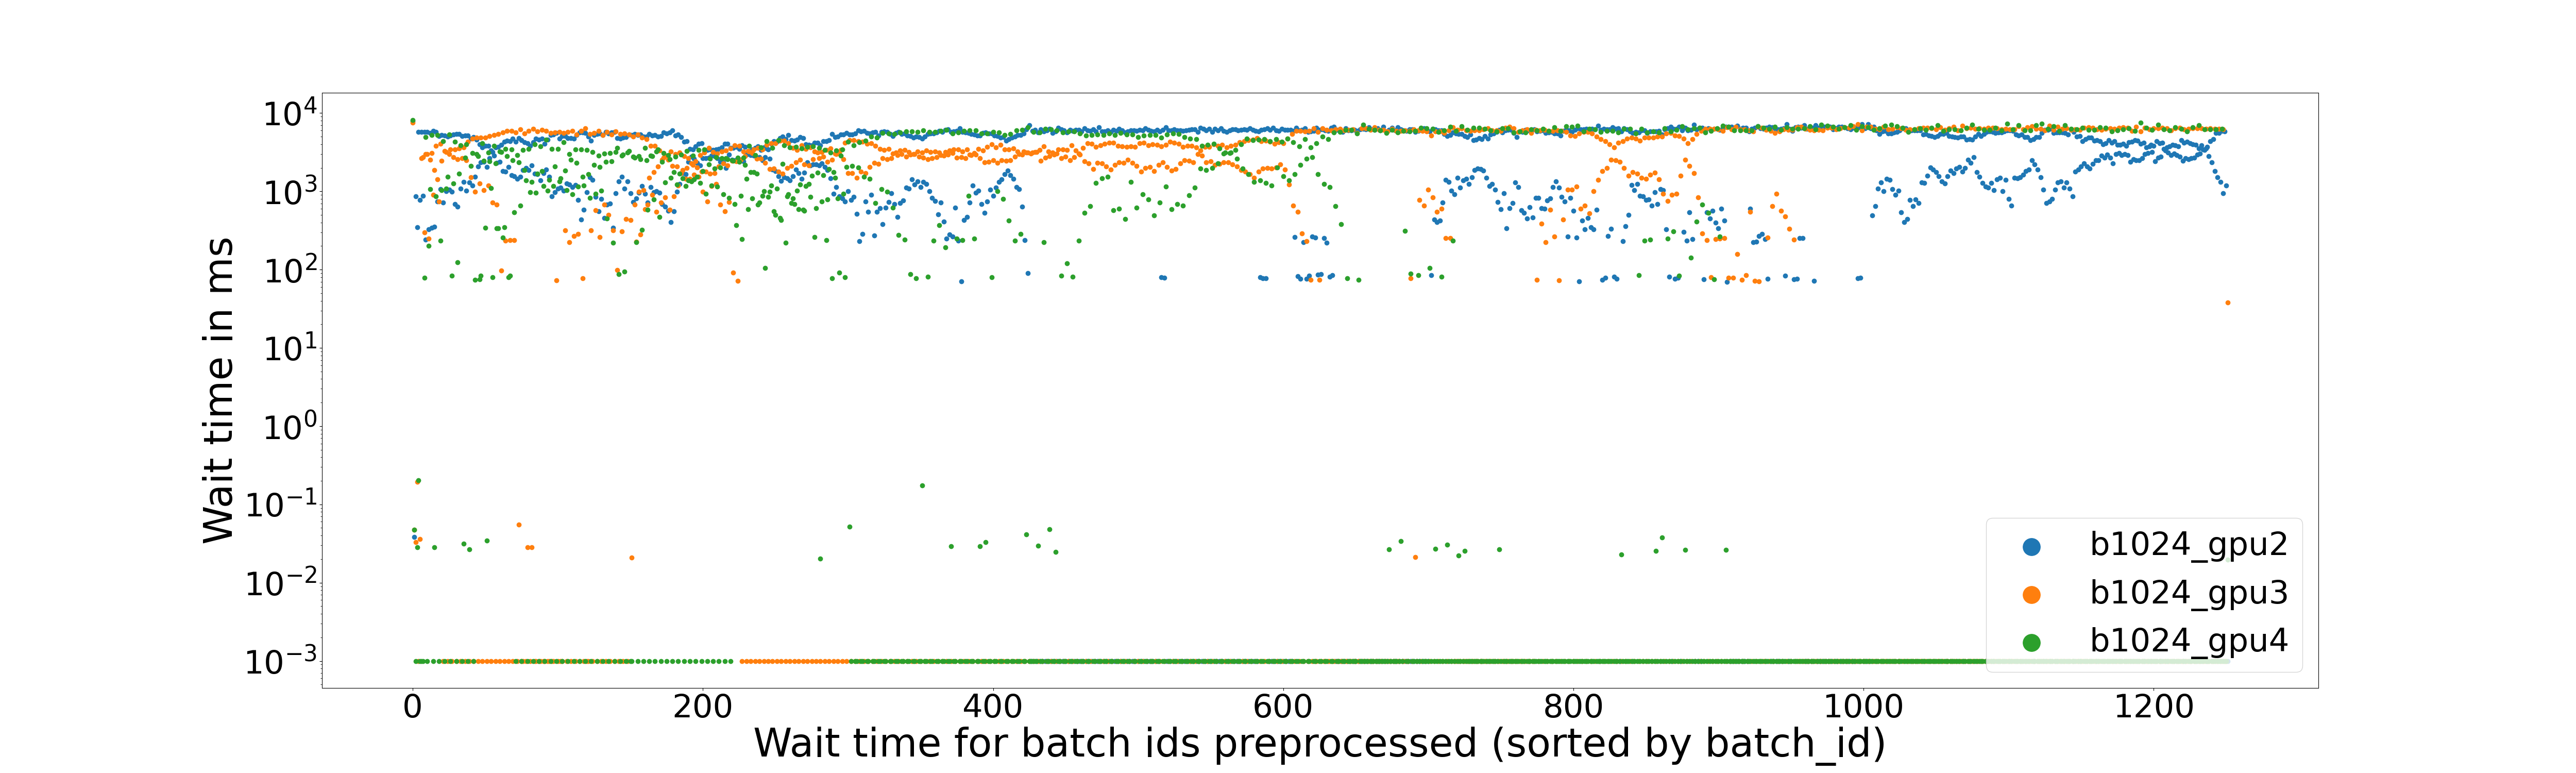 10^4
10^3
10^2
10^1
10^0
10^−1
10^−2
10^−3
Wait time in ms
0 200 400 600 800 1000 1200
Wait time for batch ids preprocessed (sorted by batch_id)
b1024_gpu2
b1024_gpu3
b1024_gpu4